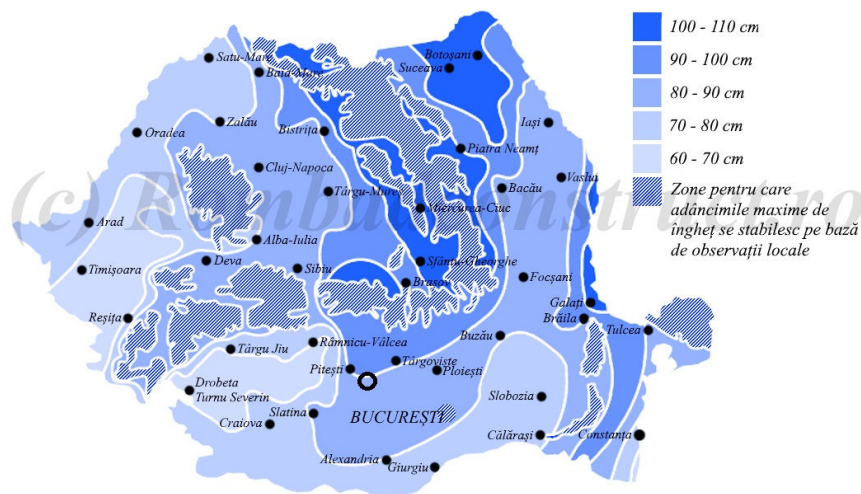 100 - 110 cm
90 - 100 cm
80 - 90 cm
70 - 80 cm
60 - 70 cm
Zone pentru care
adâncimile maxime de
îngheț se stabilesc pe bază
de observații locale
Satu-Mare
Baia-Mare
Botoșani
Suceava
Oradea
Zalău
Bistrița
Iași
Piatra Neamț
Cluj-Napoca
Târgu-Mureș
Bacău
Vaslui
(c) RombadConstruct.ro
Miercurea-Ciuc
Arad
Alba-Iulia
Timișoara
Deva
Sibiu
Sfântu-Gheorghe
Brașov
Focșani
Galați
Reșița
Brăila
Tulcea
Târgu Jiu
Râmnicu-Vâlcea
Buzău
Pitești
Târgoviște
Ploiești
Drobeta
Turnu Severin
Slobozia
Craiova
Slatina
BUCUREȘTI
Călărași
Constanța
Alexandria
Giurgiu